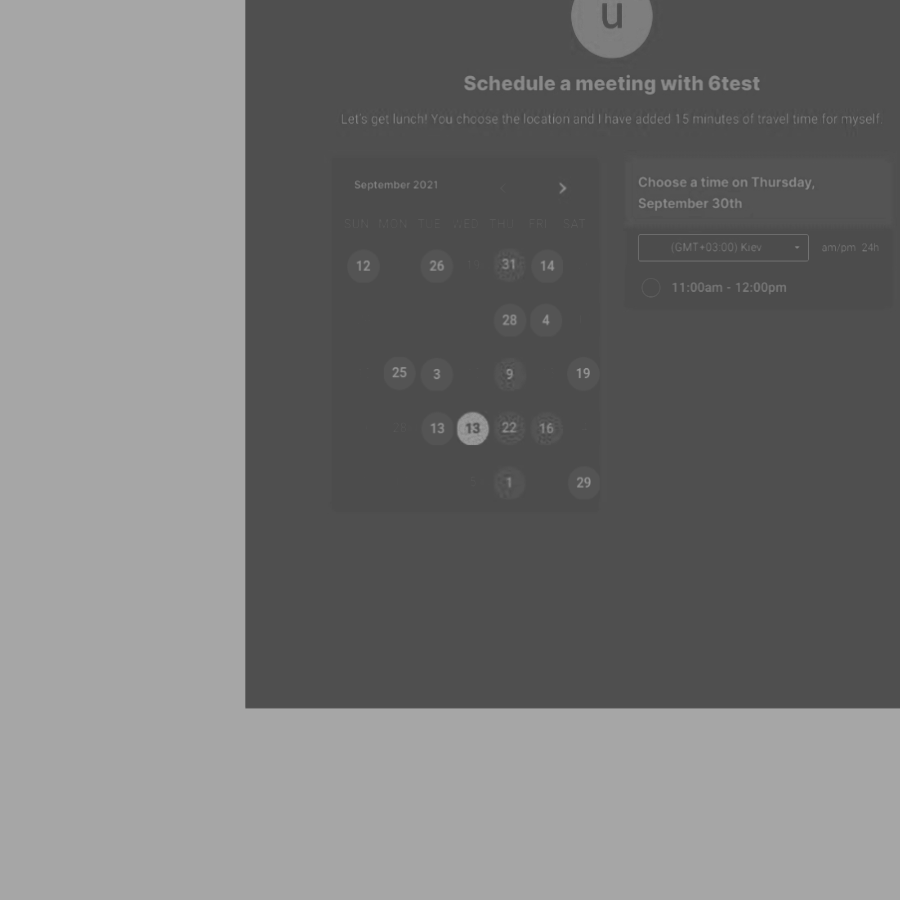 u
Schedule a meeting with 6test
Let's get lunch! You choose the location and I have added 15 minutes of travel time for myself.
September 2021
SUN MON TUE WED THU FRI SAT
12 26 31 14
28 4
25 3 9 19
28 13 13 22 16
1 29
Choose a time on Thursday,
September 30th
(GMT+03:00) Kiev
am/pm 24h
11:00am - 12:00pm